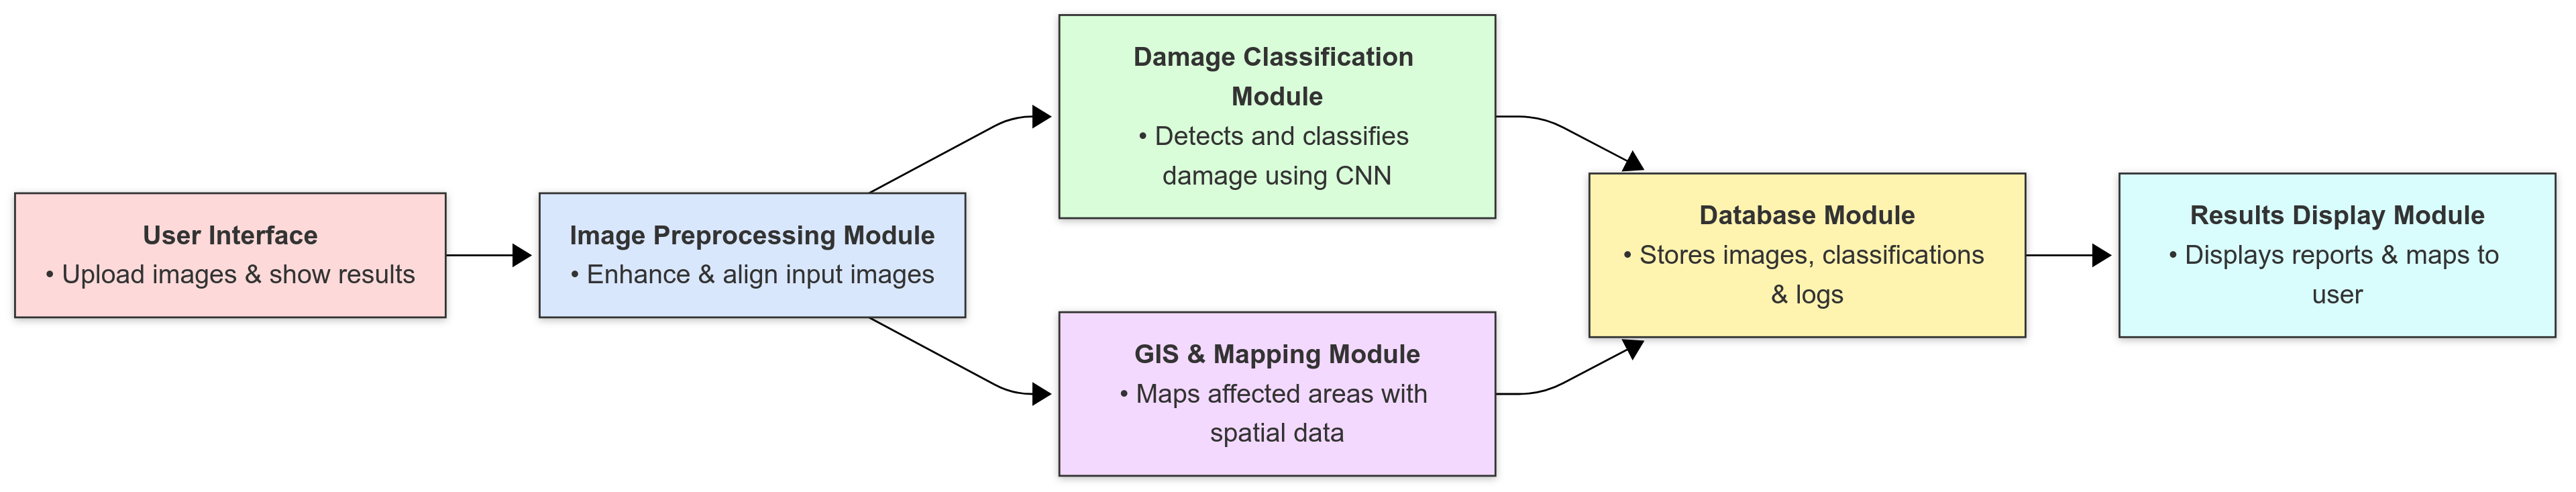 User Interface
• Upload images & show results
Image Preprocessing Module
• Enhance & align input images
Damage Classification
Module
• Detects and classifies
damage using CNN
GIS & Mapping Module
• Maps affected areas with
spatial data
Database Module
• Stores images, classifications
& logs
Results Display Module
• Displays reports & maps to
user